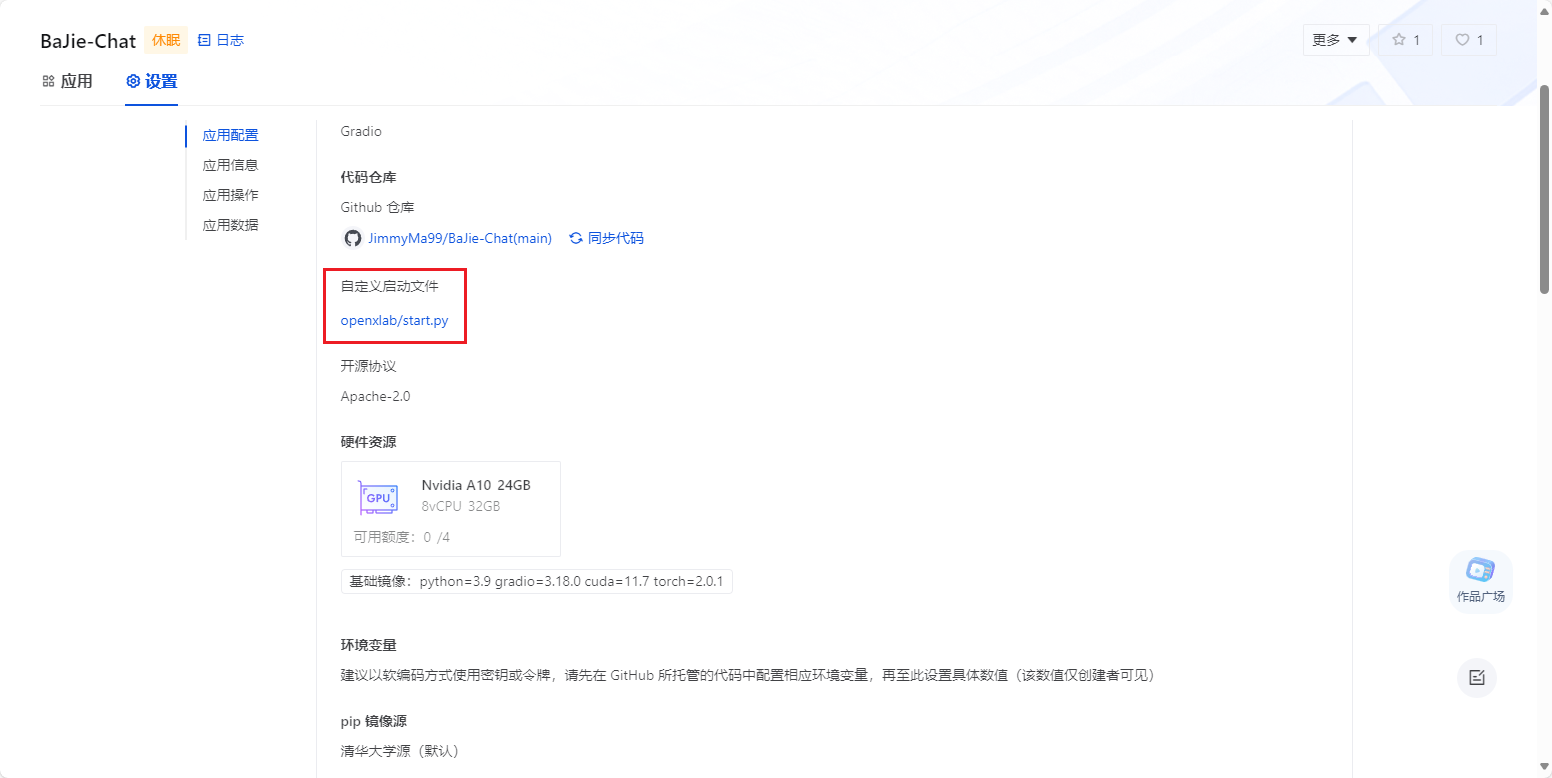 BaJie-Chat 休眠 日志 更多 1 1
应用 设置
应用配置
应用信息
应用操作
应用数据
Gradio
代码仓库
Github 仓库
JimmyMa99/BaJie-Chat(main) 同步代码
自定义启动文件
openxlab/start.py
开源协议
Apache-2.0
硬件资源
GPU
Nvidia A10 24GB
8vCPU 32GB
可用额度：0 /4
基础镜像：python=3.9 gradio=3.18.0 cuda=11.7 torch=2.0.1
环境变量
建议以软编码方式使用密钥或令牌，请先在 GitHub 所托管的代码中配置相应环境变量，再至此设置具体数值（该数值仅创建者可见）
pip 镜像源
清华大学源（默认）
作品广场